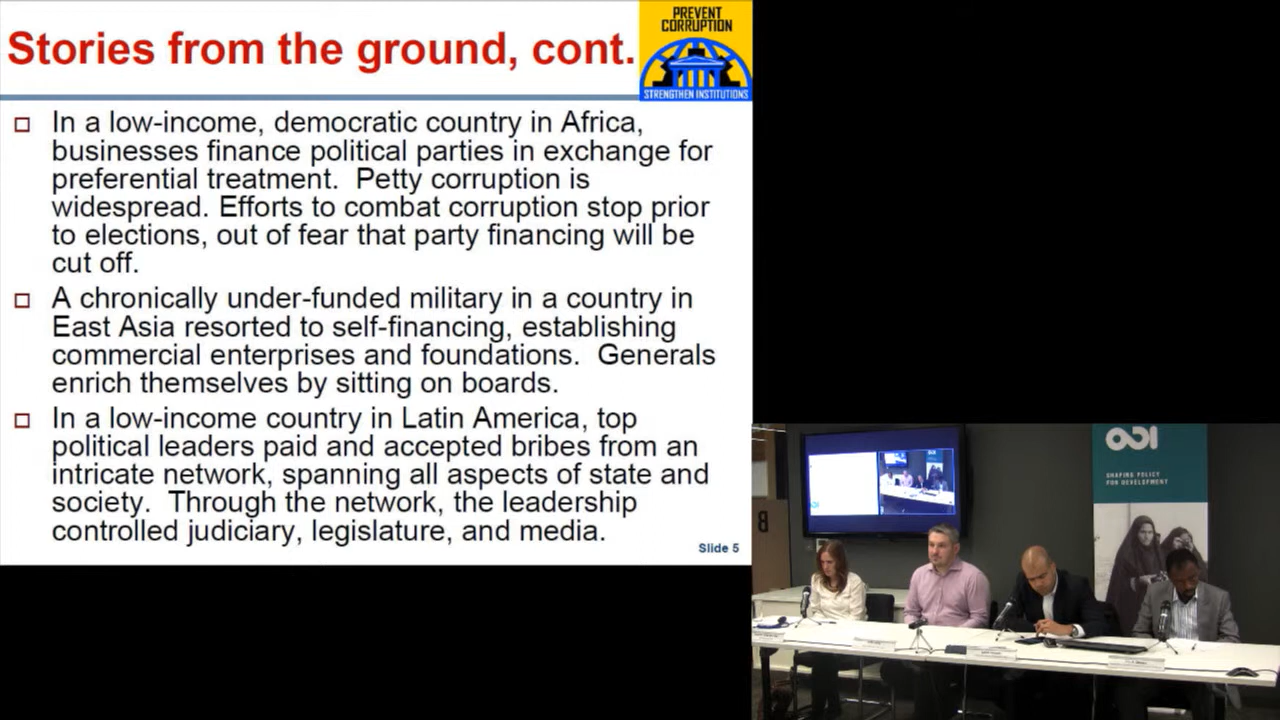 Stories from the ground, cont.
PREVENT
CORRUPTION
STRENGTHEN INSTITUTIONS
In a low-income, democratic country in Africa,
businesses finance political parties in exchange for
preferential treatment.  Petty corruption is
widespread. Efforts to combat corruption stop prior
to elections, out of fear that party financing will be
cut off.
A chronically under-funded military in a country in
East Asia resorted to self-financing, establishing
commercial enterprises and foundations.  Generals
enrich themselves by sitting on boards.
In a low-income country in Latin America, top
political leaders paid and accepted bribes from an
intricate network, spanning all aspects of state and
society.  Through the network, the leadership
controlled judiciary, legislature, and media.
Slide 5
ODI
SHAPING POLICY
FOR DEVELOPMENT
B